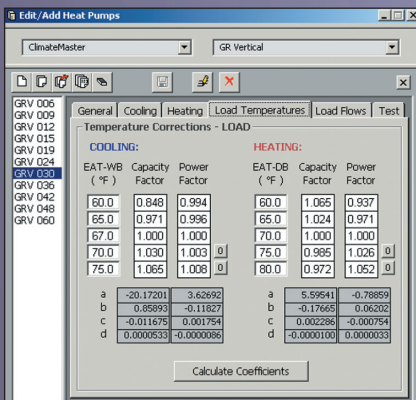 Edit/Add Heat Pumps
ClimateMaster GR Vertical
GRV 006
GRV 009
GRV 012
GRV 015
GRV 019
GRV 024
GRV 030
GRV 036
GRV 042
GRV 048
GRV 060
General Cooling Heating Load Temperatures Load Flows Test
Temperature Corrections - LOAD
COOLING: HEATING:
EAT-WB Capacity Power EAT-DB Capacity Power
( °F ) Factor Factor ( °F ) Factor Factor
60.0 0.848 0.994 60.0 1.065 0.937
65.0 0.971 0.996 65.0 1.024 0.971
67.0 1.000 1.000 70.0 1.000 1.000
70.0 1.030 1.003 0 75.0 0.985 1.026 0
75.0 1.065 1.008 0 80.0 0.972 1.052 0
a -20.17201 3.62692 a 5.59541 -0.78859
b 0.85893 -0.11827 b -0.17665 0.06202
c -0.011675 0.001754 c 0.002286 -0.000754
d 0.0000533 -0.0000086 d -0.0000100 0.0000033
Calculate Coefficients